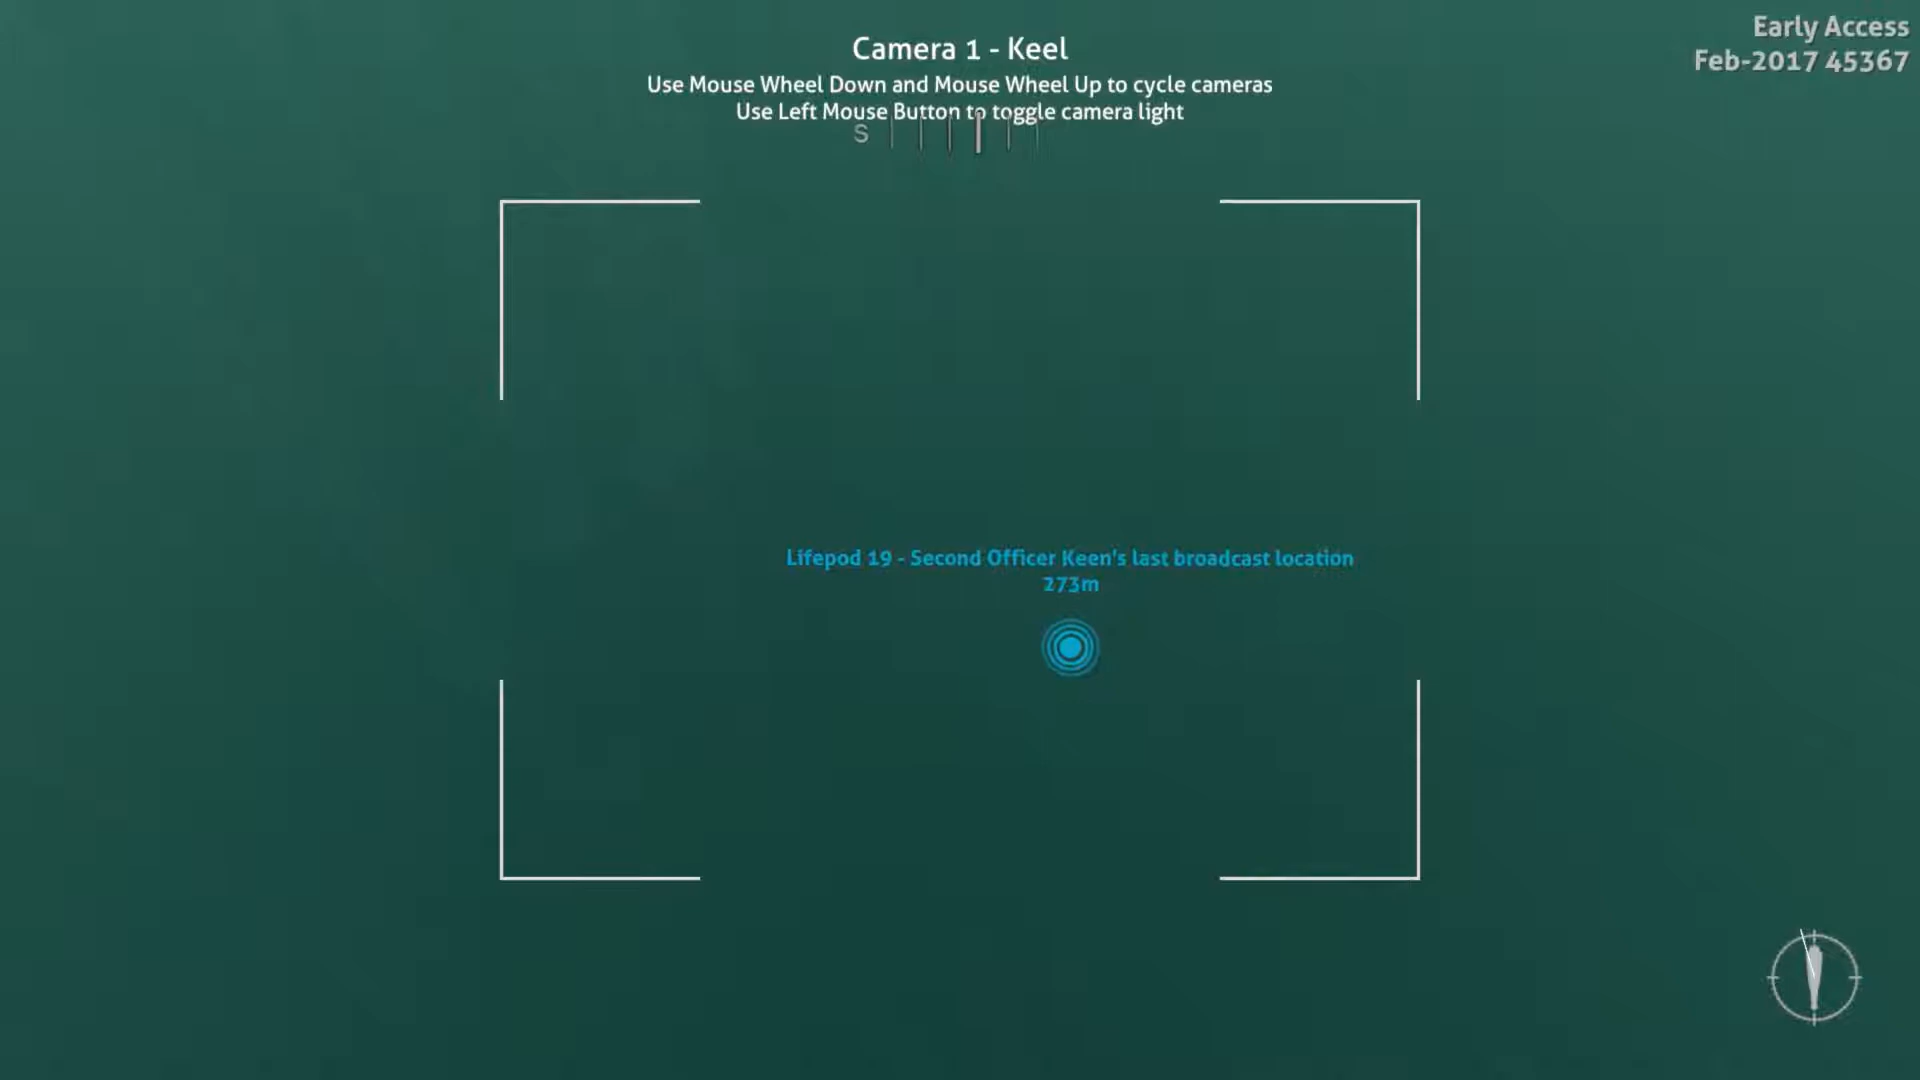 Camera 1 - Keel
Early Access
Feb-2017 45367
Use Mouse Wheel Down and Mouse Wheel Up to cycle cameras
Use Left Mouse Button to toggle camera light
S
Lifepod 19 - Second Officer Keen's last broadcast location
273m